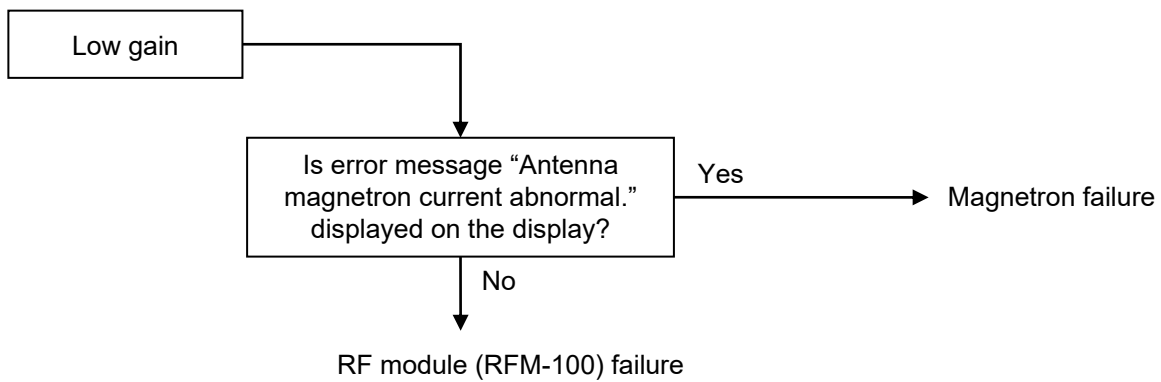 Low gain
Is error message “Antenna
magnetron current abnormal.”
displayed on the display?
Yes
Magnetron failure
No
RF module (RFM-100) failure